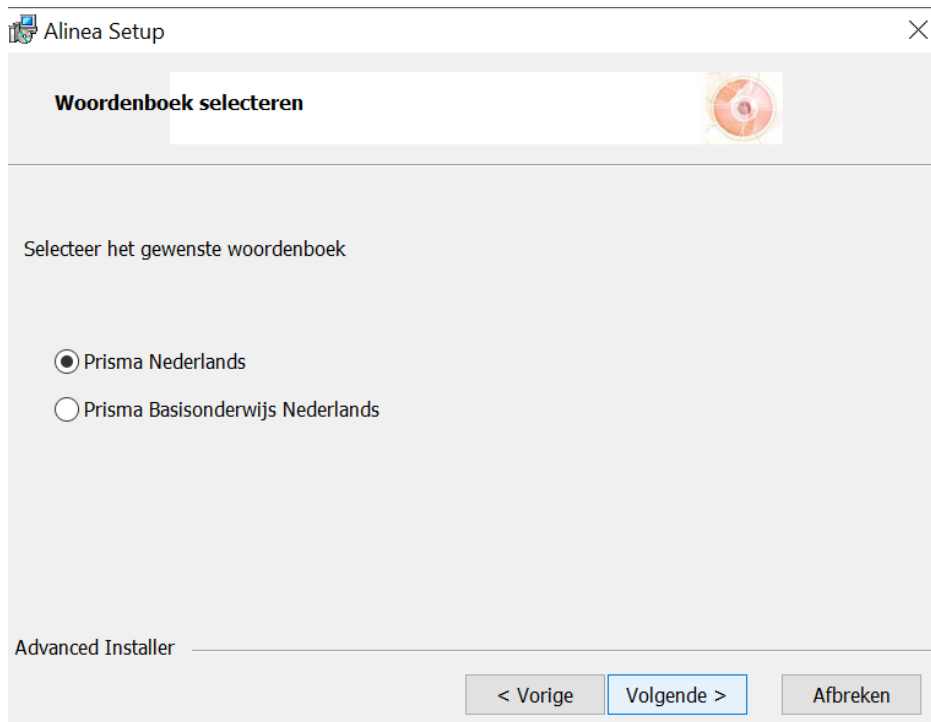 Alinea Setup
Woordenboek selecteren
Selecteer het gewenste woordenboek
Prisma Nederlands
Prisma Basisonderwijs Nederlands
Advanced Installer
< Vorige Volgende > Afbreken